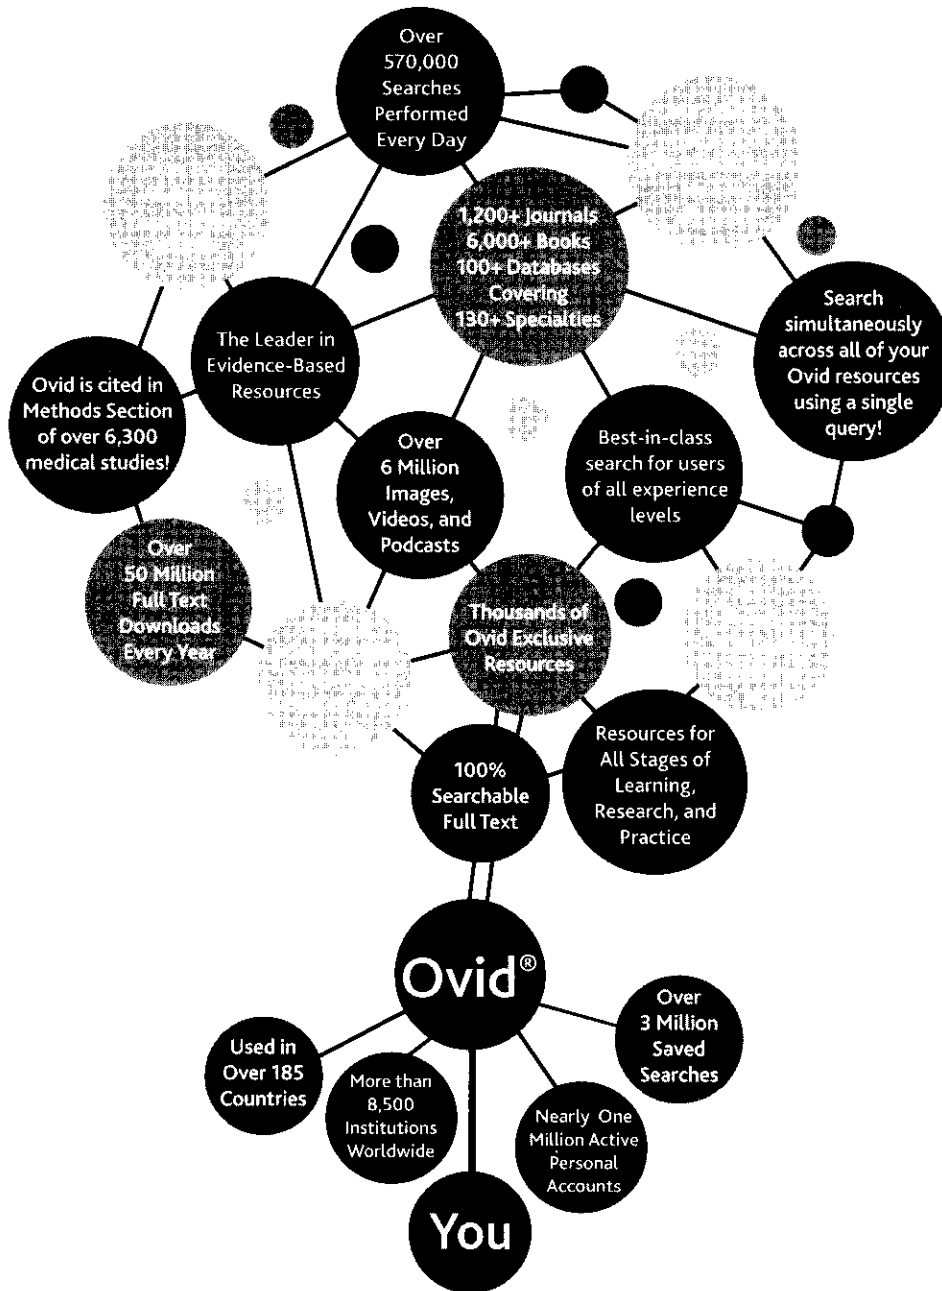 Over
570,000
Searches
Performed
Every Day
1,200+ Journals
6,000+ Books
100+ Databases
Covering
130+ Specialties
Search
simultaneously
across all of your
Ovid resources
using a single
query!
The Leader in
Evidence-Based
Resources
Ovid is cited in
Methods Section
of over 6,300
medical studies!
Over
6 Million
Images,
Videos, and
Podcasts
Best-in-class
search for users
of all experience
levels
Over
50 Million
Full Text
Downloads
Every Year
Thousands of
Ovid Exclusive
Resources
100%
Searchable
Full Text
Resources for
All Stages of
Learning,
Research, and
Practice
Ovid®
Used in
Over 185
Countries
More than
8,500
Institutions
Worldwide
Nearly One
Million Active
Personal
Accounts
Over
3 Million
Saved
Searches
You